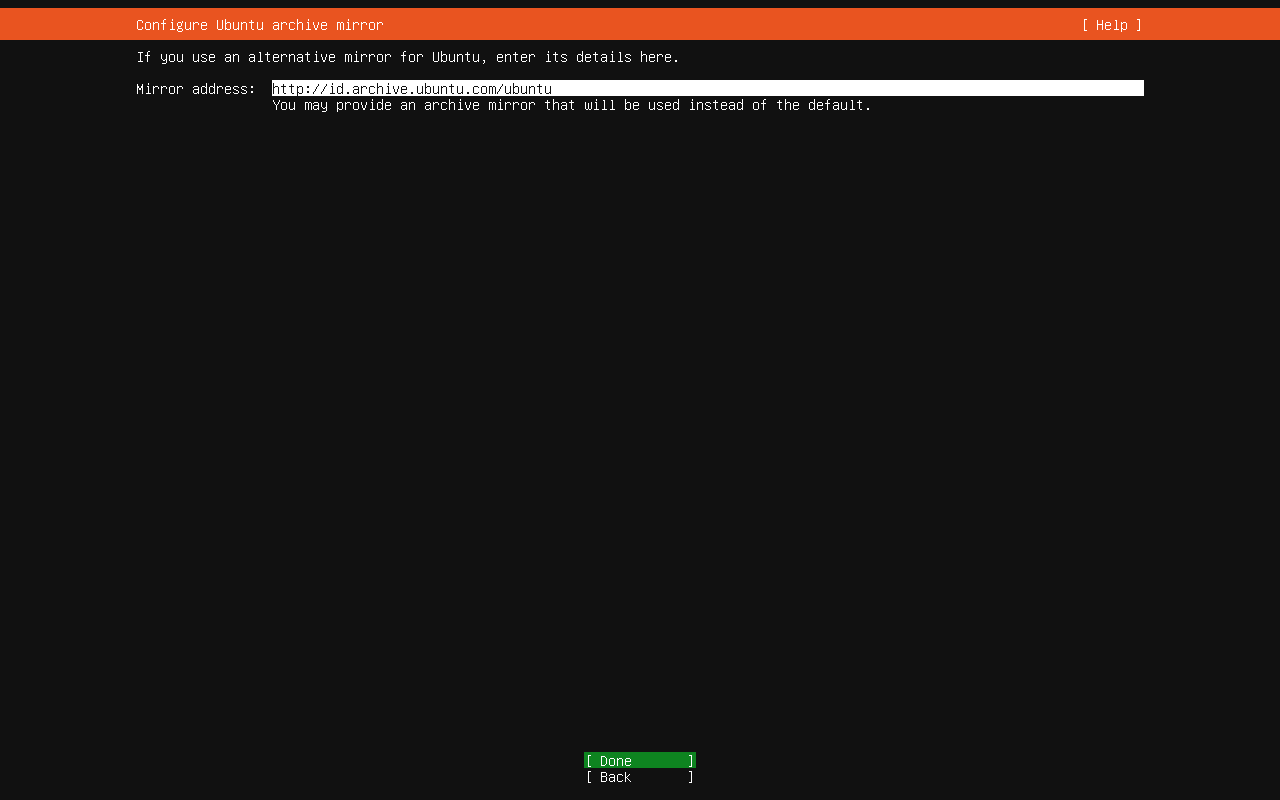 Configure Ubuntu archive mirror [ Help ]
If you use an alternative mirror for Ubuntu, enter its details here.
Mirror address: http://id.archive.ubuntu.com/ubuntu
You may provide an archive mirror that will be used instead of the default.
[ Done ]
[ Back ]